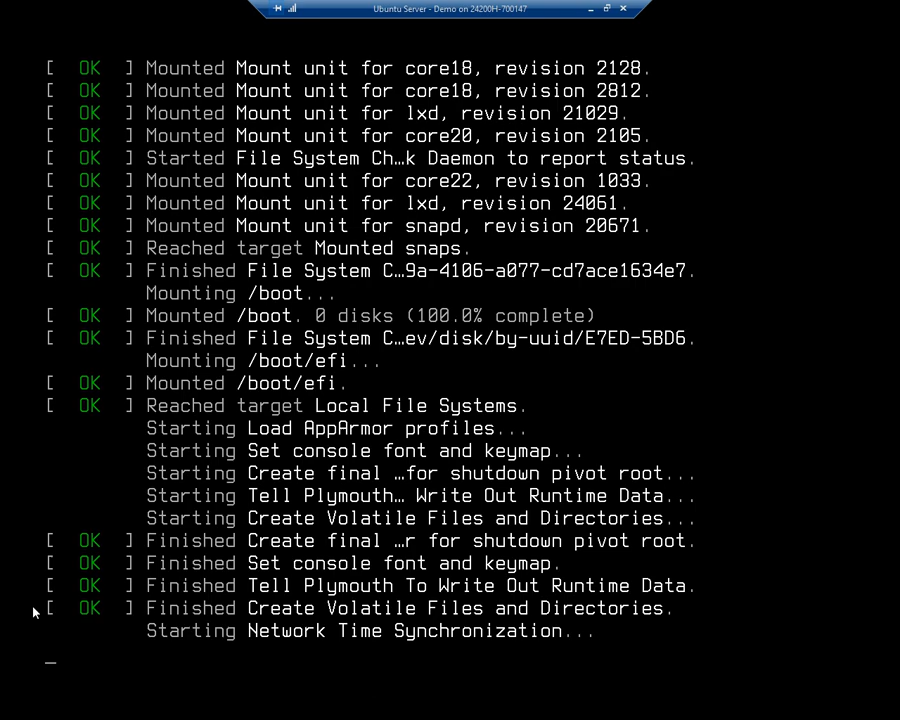 Ubuntu Server - Demo on 24200H-700147
[ OK ] Mounted Mount unit for core18, revision 2128.
[ OK ] Mounted Mount unit for core18, revision 2812.
[ OK ] Mounted Mount unit for lxd, revision 21029.
[ OK ] Mounted Mount unit for core20, revision 2105.
[ OK ] Started File System Ch…k Daemon to report status.
[ OK ] Mounted Mount unit for core22, revision 1033.
[ OK ] Mounted Mount unit for lxd, revision 24061.
[ OK ] Mounted Mount unit for snapd, revision 20671.
[ OK ] Reached target Mounted snaps.
[ OK ] Finished File System C…9a-4106-a077-cd7ace1634e7.
Mounting /boot...
[ OK ] Mounted /boot. 0 disks (100.0% complete)
[ OK ] Finished File System C…ev/disk/by-uuid/E7ED-5BD6.
Mounting /boot/efi...
[ OK ] Mounted /boot/efi.
[ OK ] Reached target Local File Systems.
Starting Load AppArmor profiles...
Starting Set console font and keymap...
Starting Create final …for shutdown pivot root...
Starting Tell Plymouth… Write Out Runtime Data...
Starting Create Volatile Files and Directories...
[ OK ] Finished Create final …r for shutdown pivot root.
[ OK ] Finished Set console font and keymap.
[ OK ] Finished Tell Plymouth To Write Out Runtime Data.
[ OK ] Finished Create Volatile Files and Directories.
Starting Network Time Synchronization...